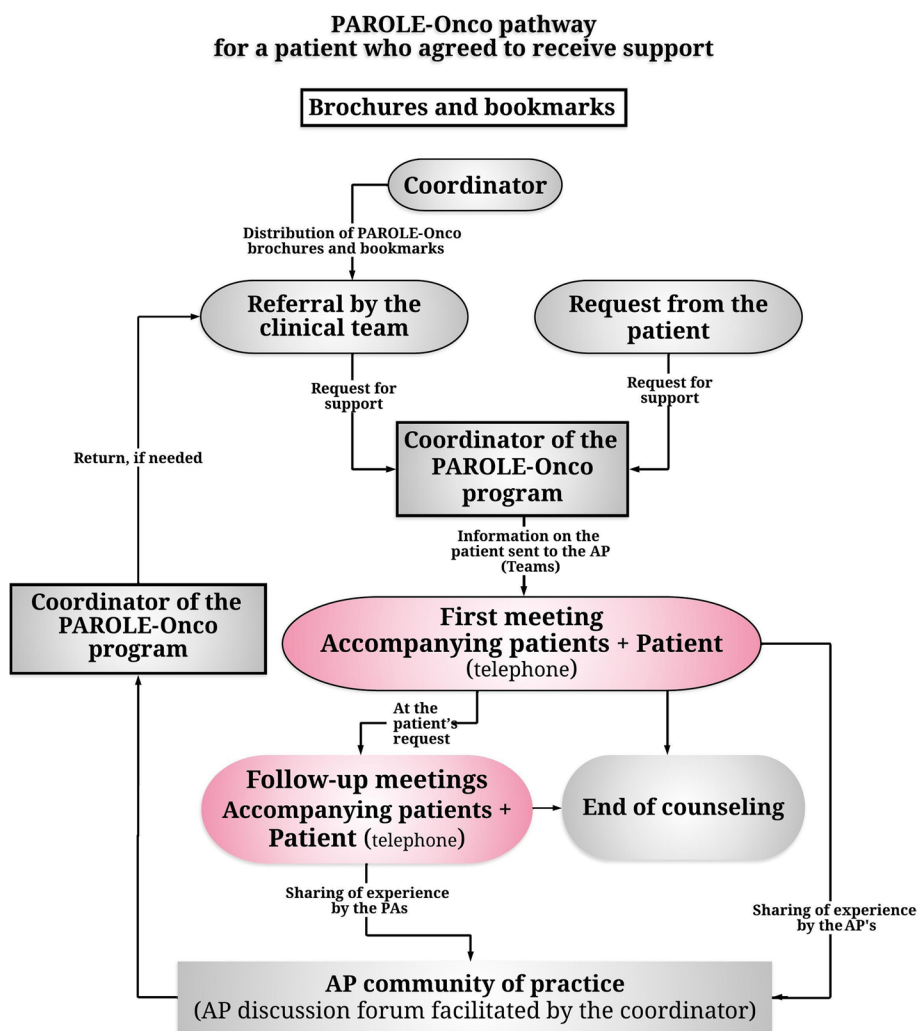 PAROLE-Onco pathway
for a patient who agreed to receive support
Brochures and bookmarks
Coordinator
Distribution of PAROLE-Onco
brochures and bookmarks
Referral by the
clinical team
Request from the
patient
Request for
support
Request for
support
Coordinator of the
PAROLE-Onco
program
Return, if needed
Information on the
patient sent to the AP
(Teams)
Coordinator of the
PAROLE-Onco
program
First meeting
Accompanying patients + Patient
(telephone)
At the
patient's
request
Follow-up meetings
Accompanying patients +
Patient (telephone)
End of counseling
Sharing of experience
by the PAs
Sharing of experience
by the AP's
AP community of practice
(AP discussion forum facilitated by the coordinator)